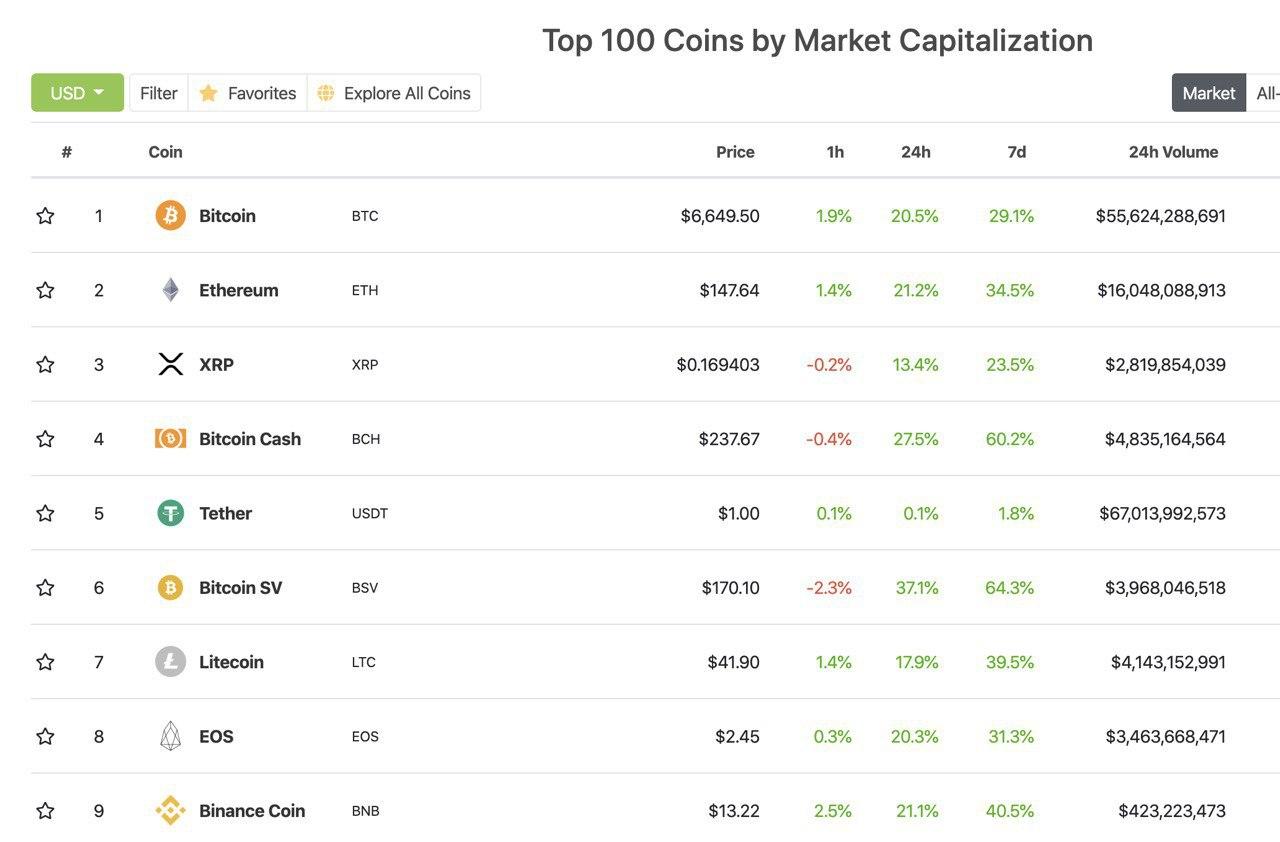 Top 100 Coins by Market Capitalization
USD Filter Favorites Explore All Coins Market All-
# Coin Price 1h 24h 7d 24h Volume
1 Bitcoin BTC $6,649.50 1.9% 20.5% 29.1% $55,624,288,691
2 Ethereum ETH $147.64 1.4% 21.2% 34.5% $16,048,088,913
3 XRP XRP $0.169403 -0.2% 13.4% 23.5% $2,819,854,039
4 Bitcoin Cash BCH $237.67 -0.4% 27.5% 60.2% $4,835,164,564
5 Tether USDT $1.00 0.1% 0.1% 1.8% $67,013,992,573
6 Bitcoin SV BSV $170.10 -2.3% 37.1% 64.3% $3,968,046,518
7 Litecoin LTC $41.90 1.4% 17.9% 39.5% $4,143,152,991
8 EOS EOS $2.45 0.3% 20.3% 31.3% $3,463,668,471
9 Binance Coin BNB $13.22 2.5% 21.1% 40.5% $423,223,473